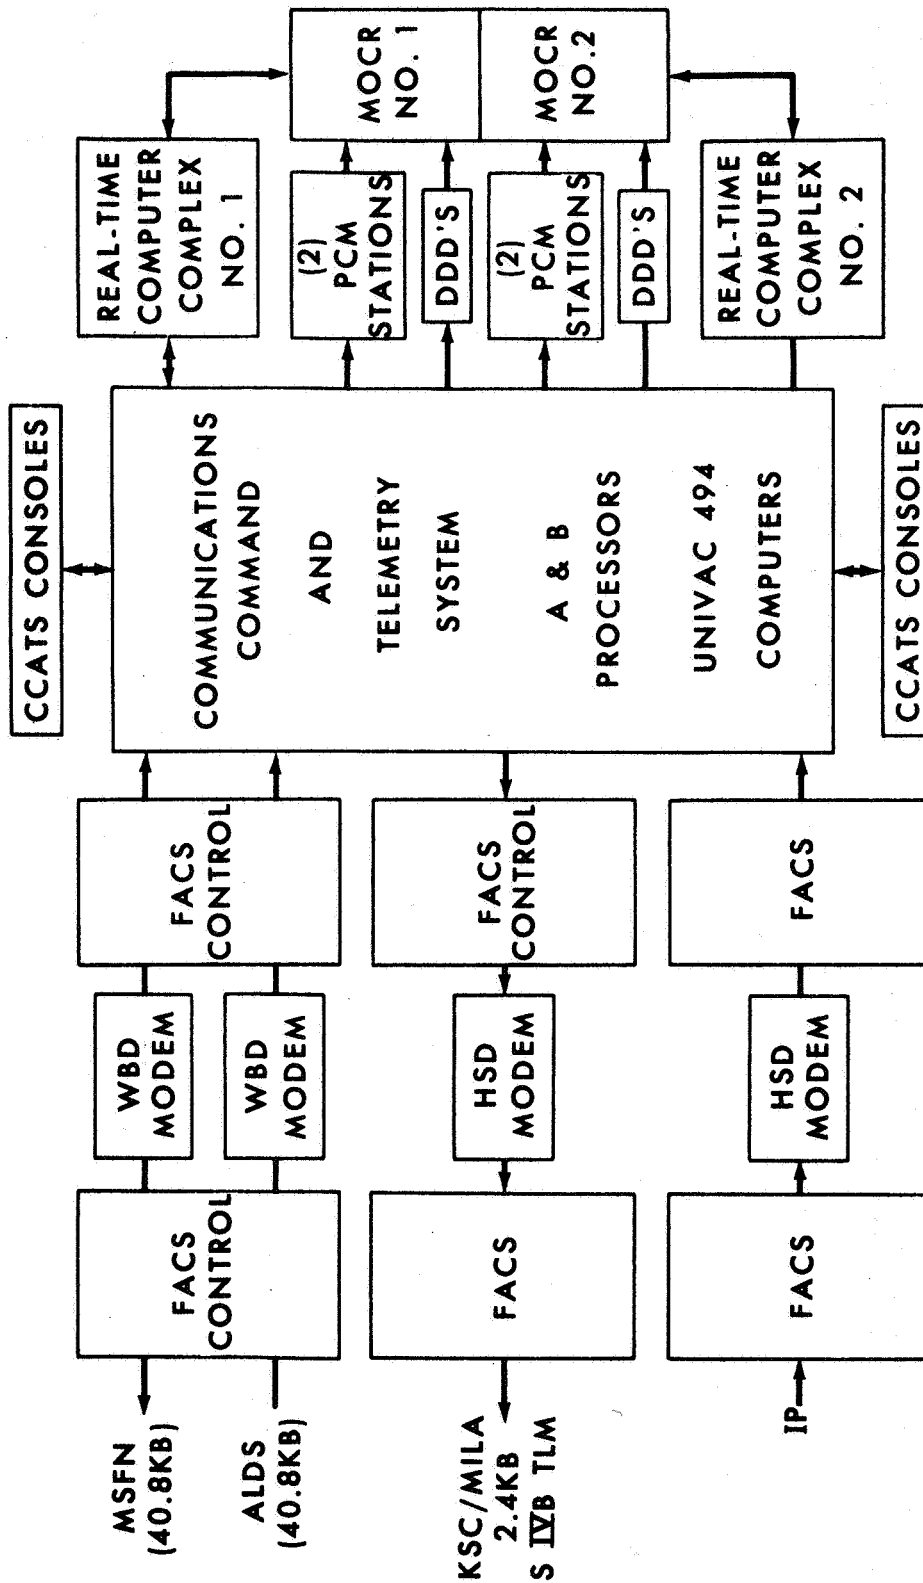 MSFN
(40.8KB)
ALDS
(40.8KB)
KSC/MILA
2.4KB
S IVB TLM
IP
FACS
CONTROL
FACS
FACS
WBD
MODEM
WBD
MODEM
HSD
MODEM
HSD
MODEM
FACS
CONTROL
FACS
CONTROL
FACS
CCATS CONSOLES
COMMUNICATIONS
COMMAND
AND
TELEMETRY
SYSTEM
A & B
PROCESSORS
UNIVAC 494
COMPUTERS
CCATS CONSOLES
REAL-TIME
COMPUTER
COMPLEX
NO. 1
(2)
PCM
STATIONS
DDD'S
(2)
PCM
STATIONS
DDD'S
REAL-TIME
COMPUTER
COMPLEX
NO. 2
MOCR
NO. 1
MOCR
NO.2